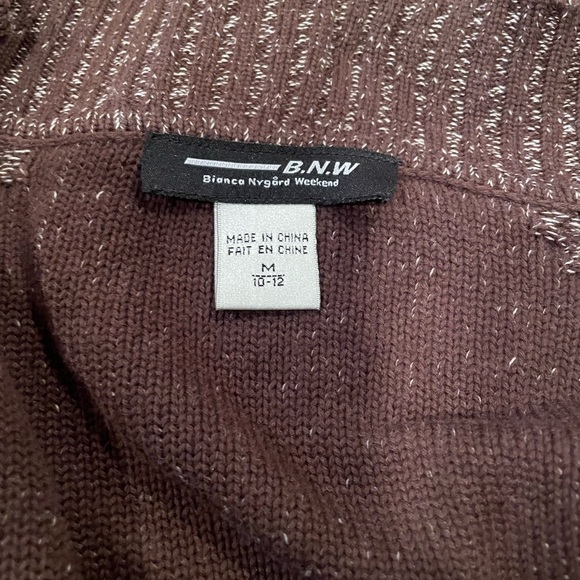 B.N.W
Bianca Nygård Weekend
MADE IN CHINA
FAIT EN CHINE
M
10-12